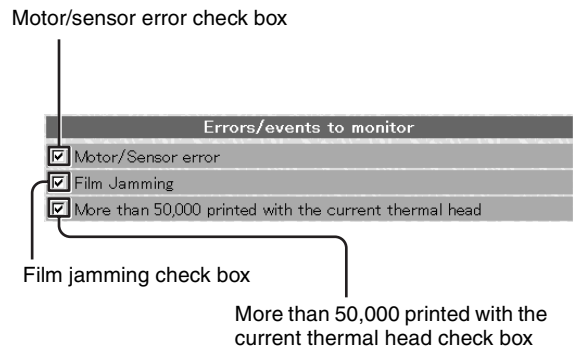 Motor/sensor error check box
Errors/events to monitor
Motor/Sensor error
Film Jamming
More than 50,000 printed with the current thermal head
Film jamming check box
More than 50,000 printed with the
current thermal head check box